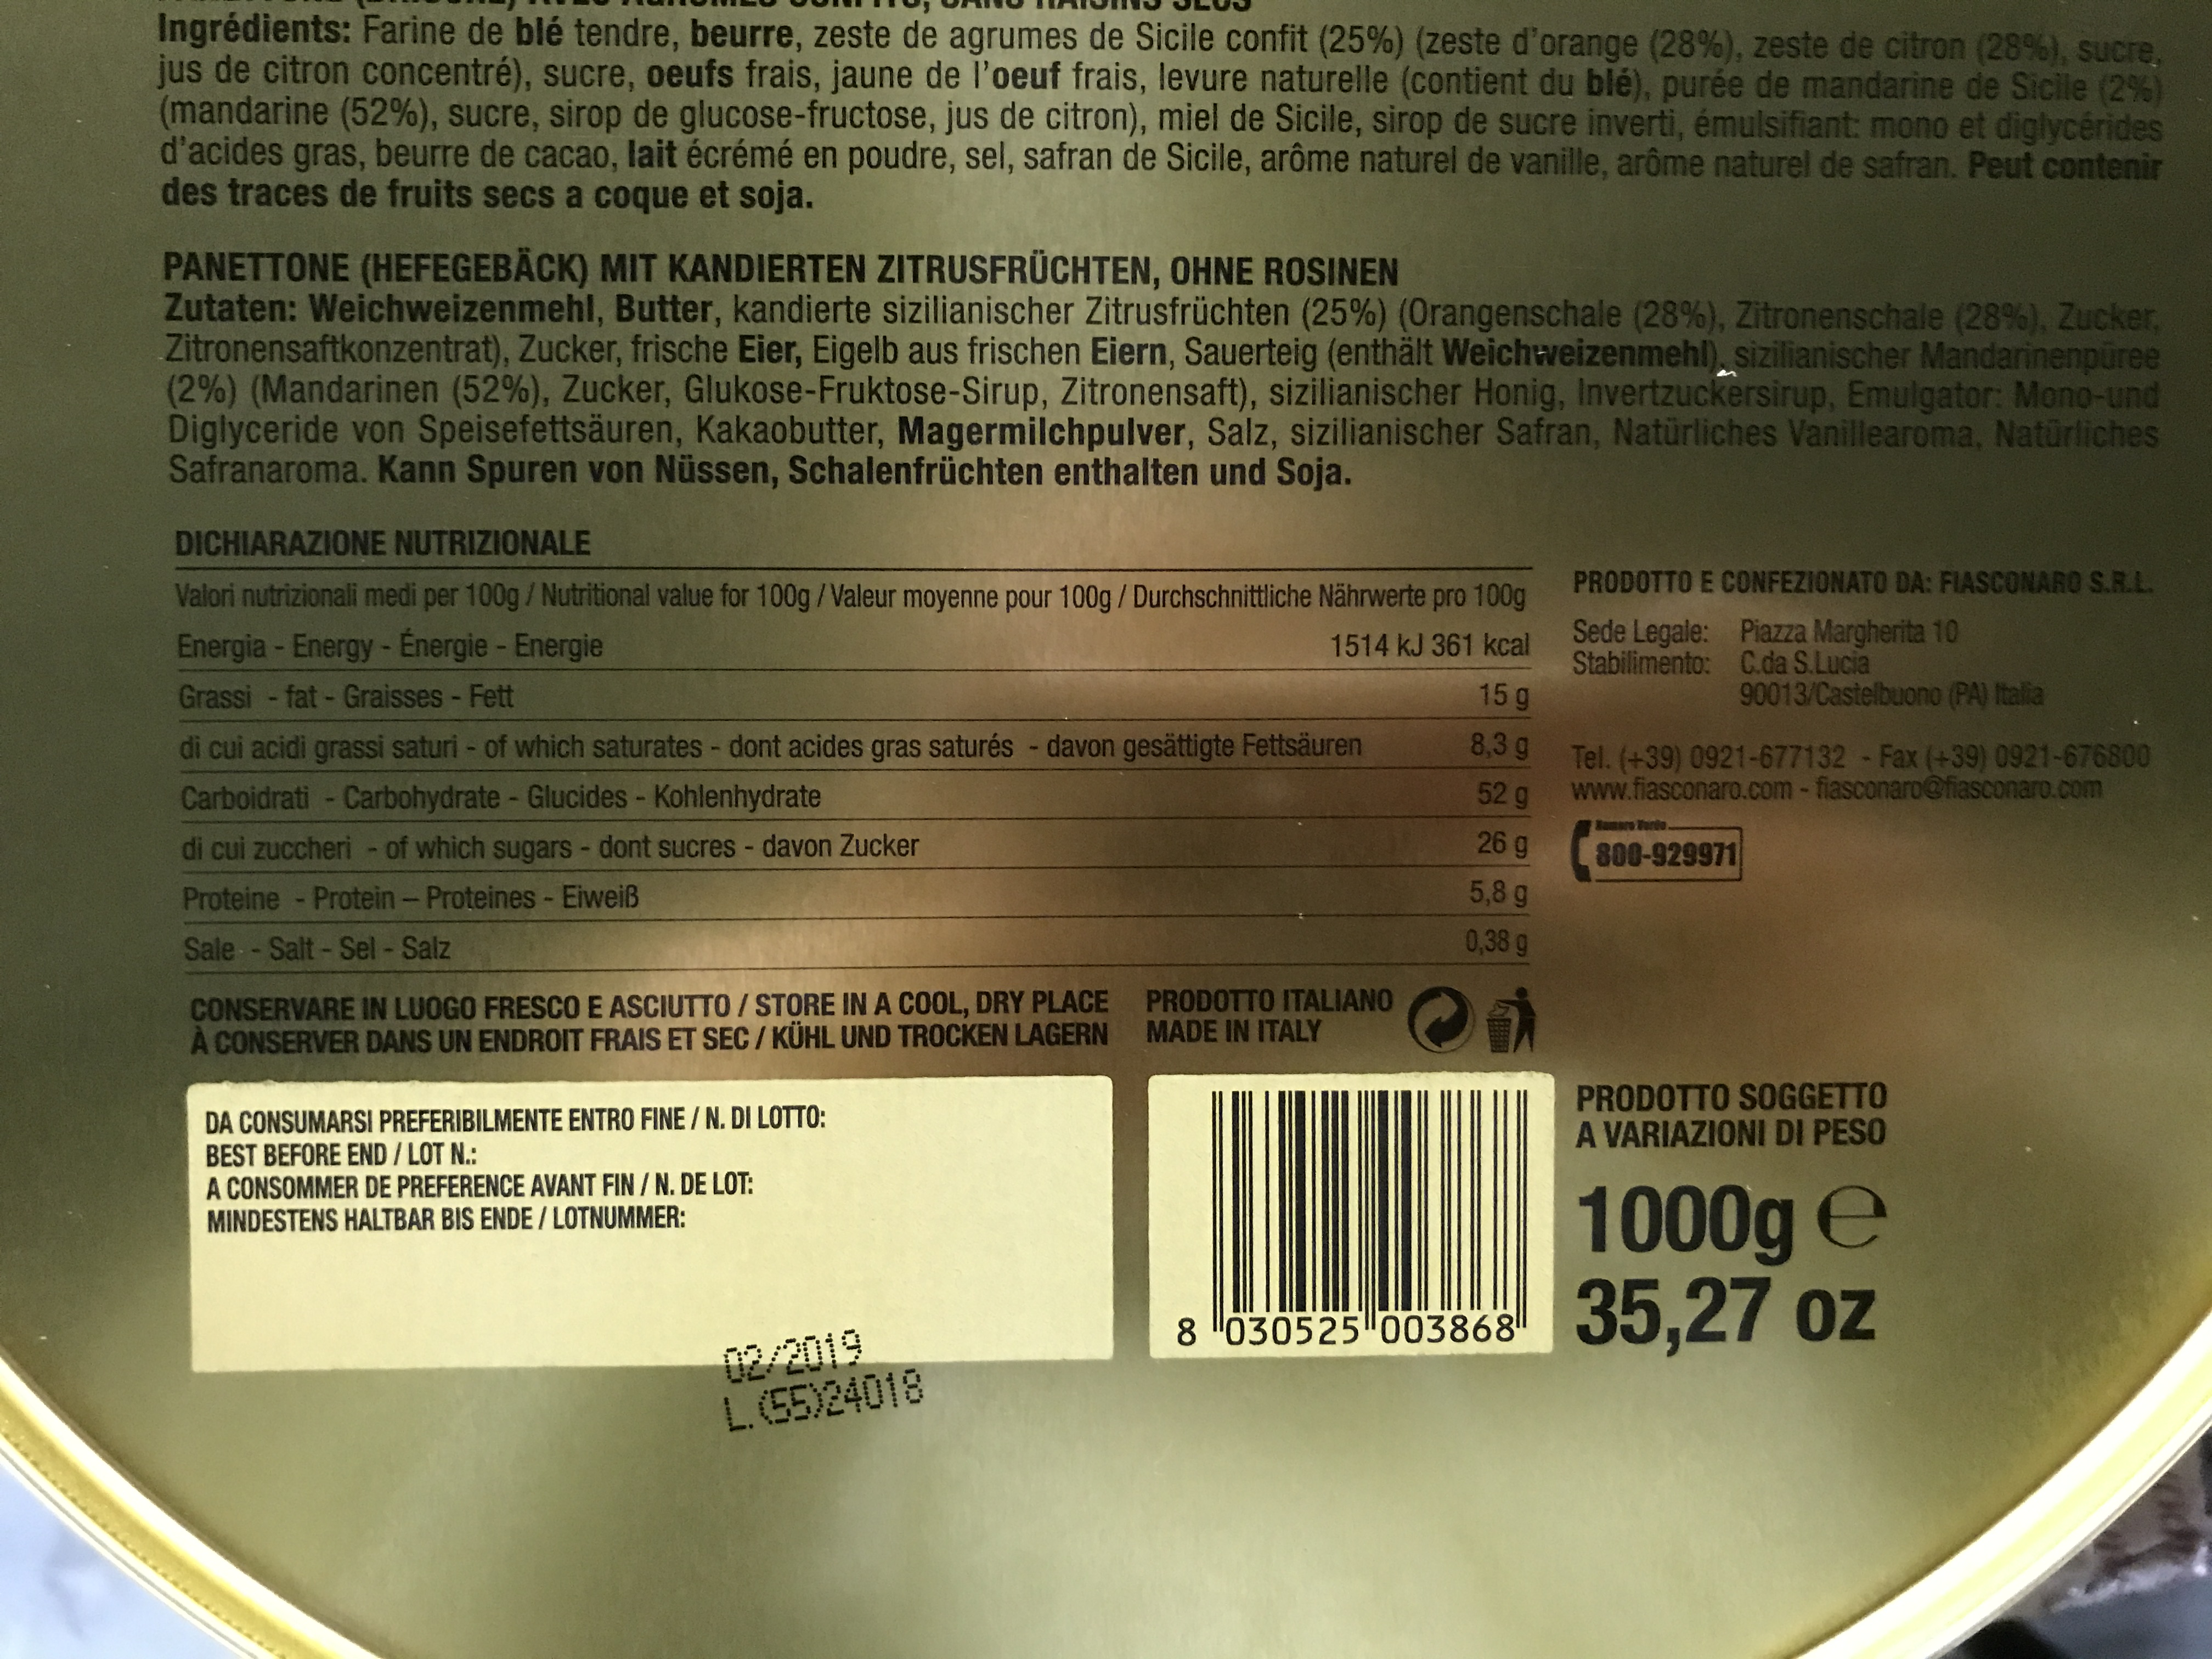 Ingrédients: Farine de blé tendre, beurre, zeste de agrumes de Sicile confit (25%) (zeste d'orange (28%), zeste de citron (28%), sucre,
jus de citron concentré), sucre, oeufs frais, jaune de l'oeuf frais, levure naturelle (contient du blé), purée de mandarine de Sicile (2%)
(mandarine (52%), sucre, sirop de glucose-fructose, jus de citron), miel de Sicile, sirop de sucre inverti, émulsifiant: mono et diglycérides
d'acides gras, beurre de cacao, lait écrémé en poudre, sel, safran de Sicile, arôme naturel de vanille, arôme naturel de safran. Peut contenir
des traces de fruits secs a coque et soja.
PANETTONE (HEFEGEBÄCK) MIT KANDIERTEN ZITRUSFRÜCHTEN, OHNE ROSINEN
Zutaten: Weichweizenmehl, Butter, kandierte sizilianischer Zitrusfrüchten (25%) (Orangenschale (28%), Zitronenschale (28%), Zucker,
Zitronensaftkonzentrat), Zucker, frische Eier, Eigelb aus frischen Eiern, Sauerteig (enthält Weichweizenmehl), sizilianischer Mandarinenpüree
(2%) (Mandarinen (52%), Zucker, Glukose-Fruktose-Sirup, Zitronensaft), sizilianischer Honig, Invertzuckersirup, Emulgator: Mono-und
Diglyceride von Speisefettsäuren, Kakaobutter, Magermilchpulver, Salz, sizilianischer Safran, Natürliches Vanillearoma, Natürliches
Safranaroma. Kann Spuren von Nüssen, Schalenfrüchten enthalten und Soja.
DICHIARAZIONE NUTRIZIONALE
Valori nutrizionali medi per 100g / Nutritional value for 100g / Valeur moyenne pour 100g / Durchschnittliche Nährwerte pro 100g
Energia - Energy - Énergie - Energie 1514 kJ 361 kcal
Grassi - fat - Graisses - Fett 15 g
di cui acidi grassi saturi - of which saturates - dont acides gras saturés - davon gesättigte Fettsäuren 8,3 g
Carboidrati - Carbohydrate - Glucides - Kohlenhydrate 52 g
di cui zuccheri - of which sugars - dont sucres - davon Zucker 26 g
Proteine - Protein – Proteines - Eiweiß 5,8 g
Sale - Salt - Sel - Salz 0,38 g
PRODOTTO E CONFEZIONATO DA: FIASCONARO S.R.L.
Sede Legale: Piazza Margherita 10
Stabilimento: C.da S.Lucia
90013/Castelbuono (PA) Italia
Tel. (+39) 0921-677132 - Fax (+39) 0921-676800
www.fiasconaro.com - fiasconaro@fiasconaro.com
Numero Verde
800-929971
CONSERVARE IN LUOGO FRESCO E ASCIUTTO / STORE IN A COOL, DRY PLACE
À CONSERVER DANS UN ENDROIT FRAIS ET SEC / KÜHL UND TROCKEN LAGERN
PRODOTTO ITALIANO
MADE IN ITALY
DA CONSUMARSI PREFERIBILMENTE ENTRO FINE / N. DI LOTTO:
BEST BEFORE END / LOT N.:
A CONSOMMER DE PREFERENCE AVANT FIN / N. DE LOT:
MINDESTENS HALTBAR BIS ENDE / LOTNUMMER:
02/2019
L.(55)24018
8 030525 003868
PRODOTTO SOGGETTO
A VARIAZIONI DI PESO
1000g e
35,27 oz